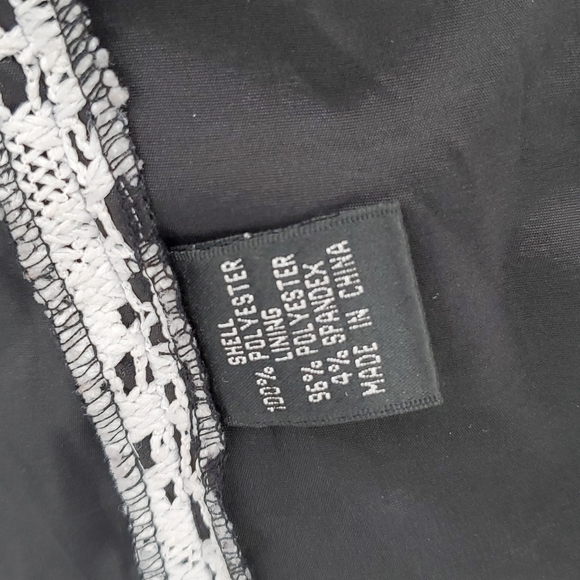 SHELL
100% POLYESTER
LINING
96% POLYESTER
4% SPANDEX
MADE IN CHINA